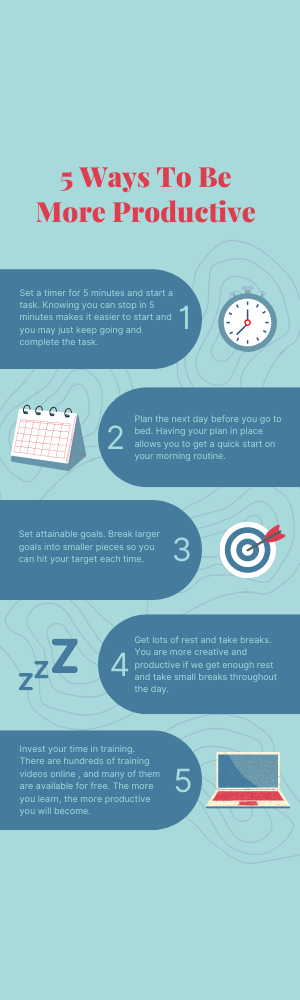 5 Ways To Be
More Productive
Set a timer for 5 minutes and start a
task. Knowing you can stop in 5
minutes makes it easier to start and
you may just keep going and
complete the task.
1
2
Plan the next day before you go to
bed. Having your plan in place
allows you to get a quick start on
your morning routine.
Set attainable goals. Break larger
goals into smaller pieces so you
can hit your target each time.
3
z z Z
4
Get lots of rest and take breaks.
You are more creative and
productive if we get enough rest
and take small breaks throughout
the day.
Invest your time in training.
There are hundreds of training
videos online , and many of them
are available for free. The more
you learn, the more productive
you will become.
5